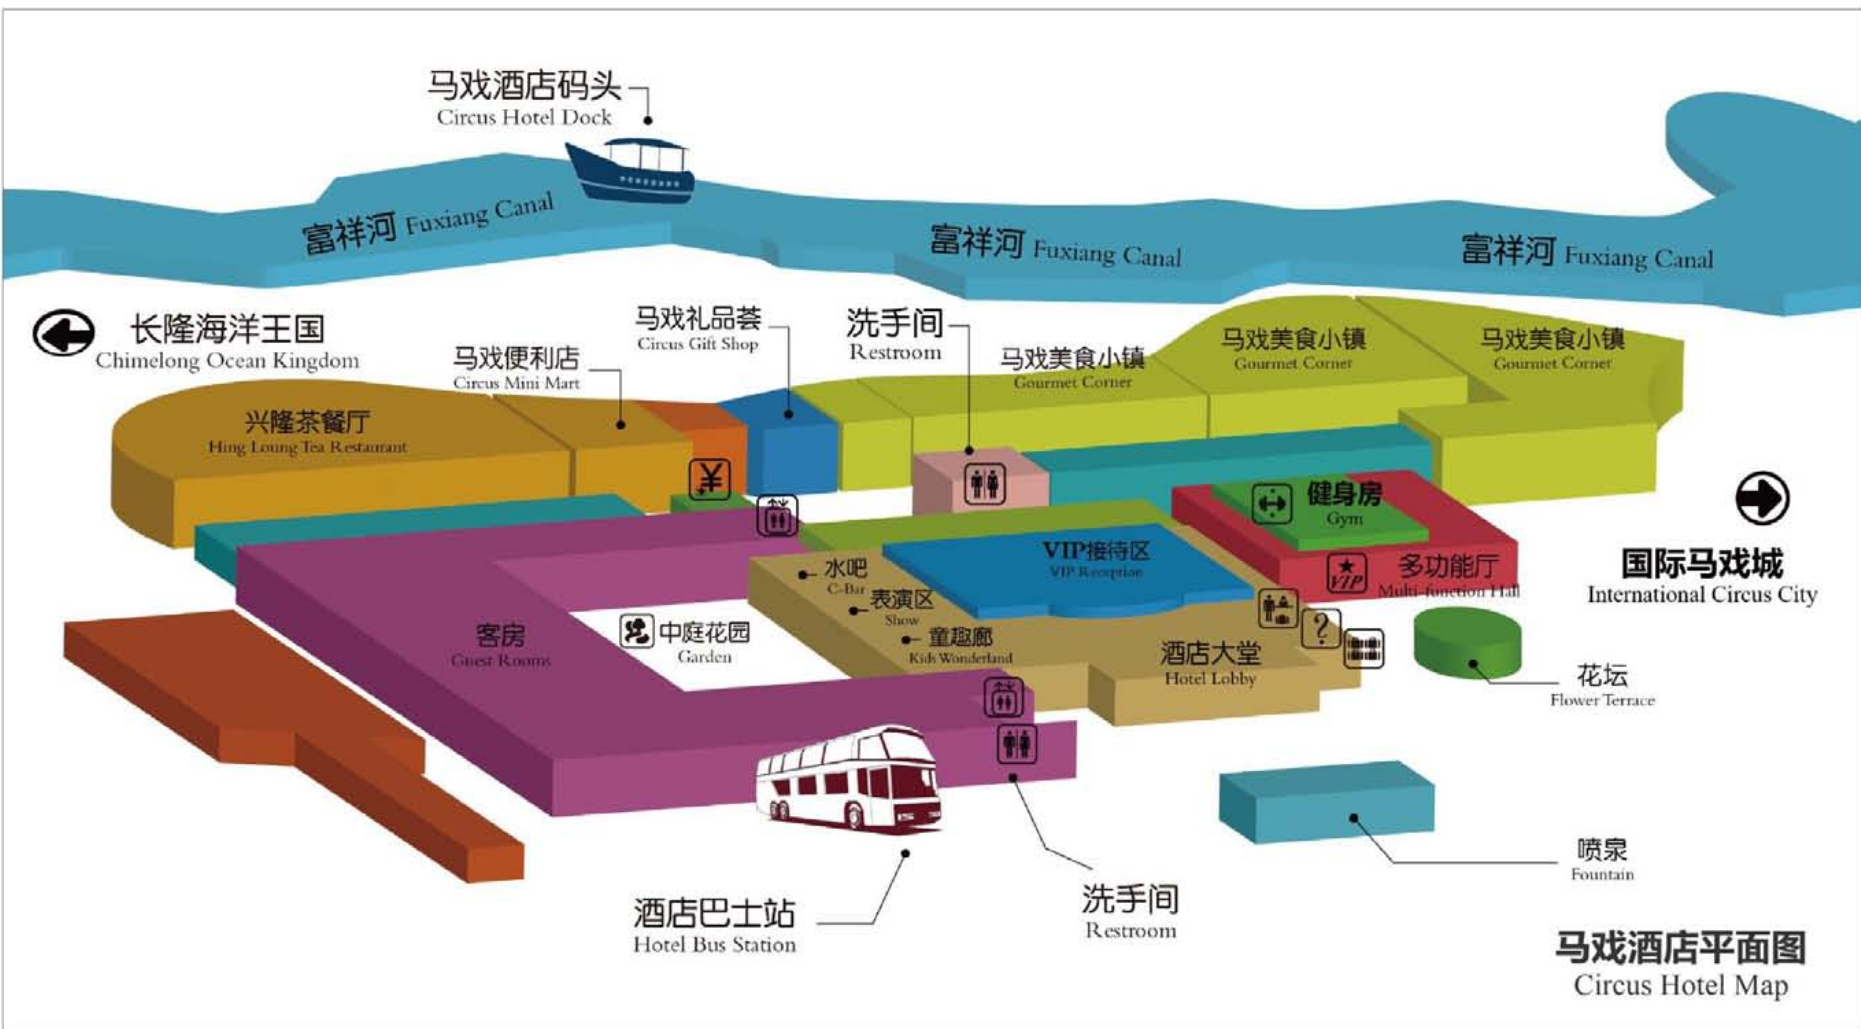 马戏酒店码头
Circus Hotel Dock
富祥河 Fuxiang Canal
富祥河 Fuxiang Canal
富祥河 Fuxiang Canal
长隆海洋王国
Chimelong Ocean Kingdom
马戏便利店
Circus Mini Mart
马戏礼品荟
Circus Gift Shop
洗手间
Restroom
马戏美食小镇
Gourmet Corner
马戏美食小镇
Gourmet Corner
马戏美食小镇
Gourmet Corner
兴隆茶餐厅
Hing Loung Tea Restaurant
¥
健身房
Gym
VIP接待区
VIP Reception
VIP
多功能厅
Multi-function Hall
国际马戏城
International Circus City
水吧
C-Bar
表演区
Show
童趣廊
Kids Wonderland
客房
Guest Rooms
中庭花园
Garden
酒店大堂
Hotel Lobby
?
花坛
Flower Terrace
喷泉
Fountain
酒店巴士站
Hotel Bus Station
洗手间
Restroom
马戏酒店平面图
Circus Hotel Map